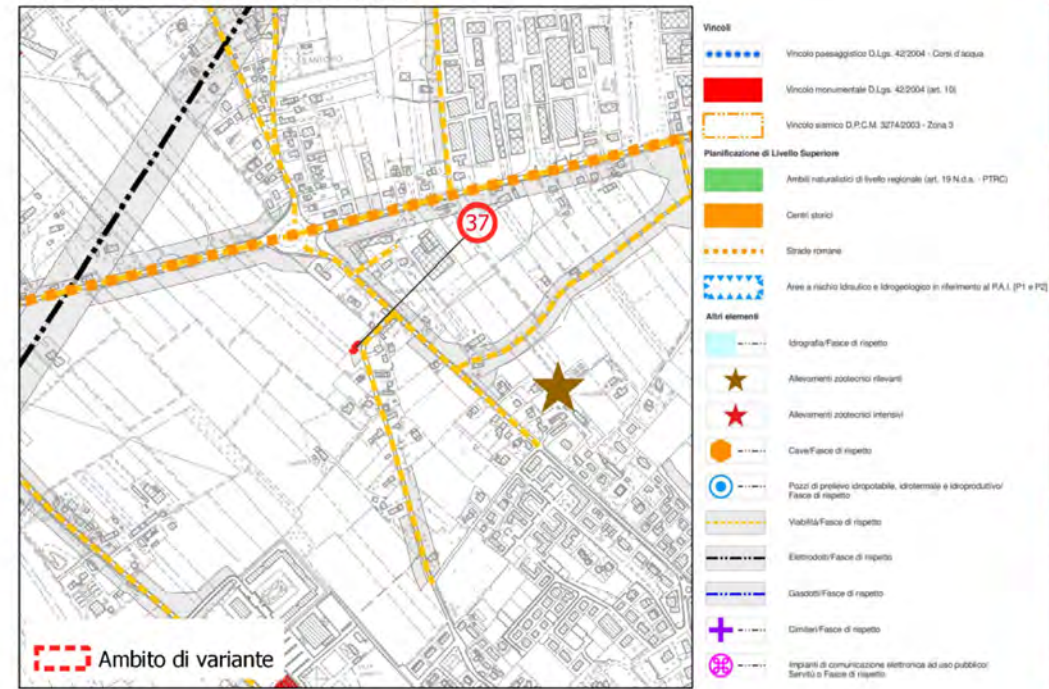 37
Ambito di variante
Vincoli
Vincolo paesaggistico D.Lgs. 42/2004 - Corsi d'acqua
Vincolo monumentale D.Lgs. 42/2004 (art. 10)
Vincolo sismico D.P.C.M. 3274/2003 - Zona 3
Pianificazione di Livello Superiore
Ambiti naturalistici di livello regionale (art. 19 N.d.a. - PTRC)
Centri storici
Strade romane
Aree a rischio Idraulico e Idrogeologico in riferimento al P.A.I. [P1 e P2]
Altri elementi
Idrografia/Fasce di rispetto
Allevamenti zootecnici rilevanti
Allevamenti zootecnici intensivi
Cave/Fasce di rispetto
Pozzi di prelievo idropotabile, idrotermale e idroproduttivo/
Fasce di rispetto
Viabilità/Fasce di rispetto
Elettrodotti/Fasce di rispetto
Gasdotti/Fasce di rispetto
Cimiteri/Fasce di rispetto
Impianti di comunicazione elettronica ad uso pubblico/
Servitù o Fasce di rispetto